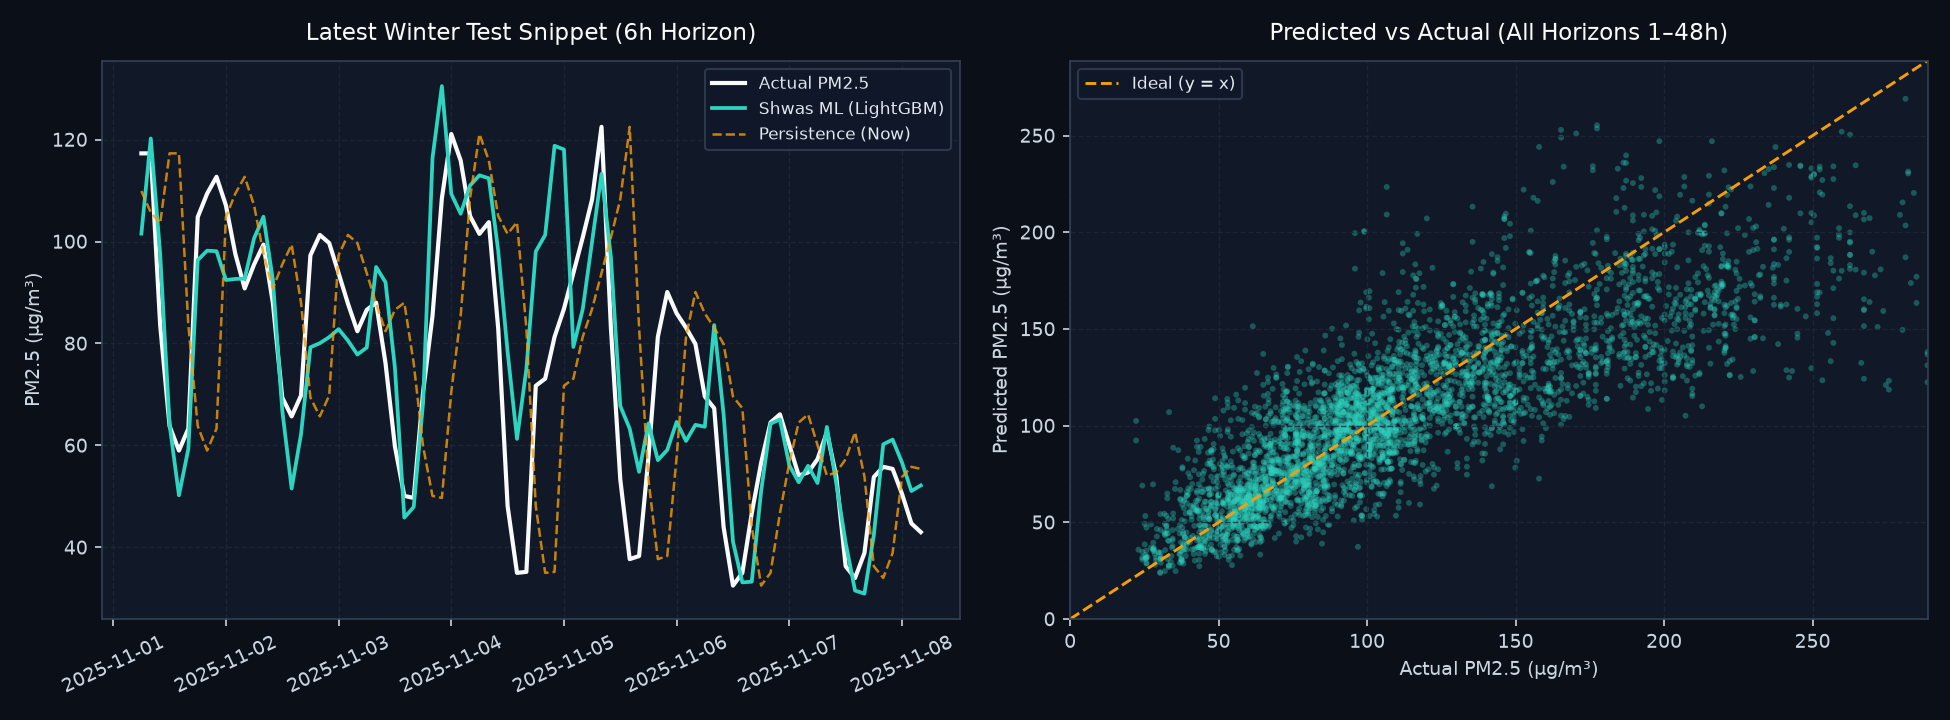 Latest Winter Test Snippet (6h Horizon)
Actual PM2.5
Shwas ML (LightGBM)
Persistence (Now)
PM2.5 (µg/m³)
120
100
80
60
40
2025-11-01
2025-11-02
2025-11-03
2025-11-04
2025-11-05
2025-11-06
2025-11-07
2025-11-08
Predicted vs Actual (All Horizons 1–48h)
Ideal (y = x)
Predicted PM2.5 (µg/m³)
250
200
150
100
50
0
0
50
100
150
200
250
Actual PM2.5 (µg/m³)